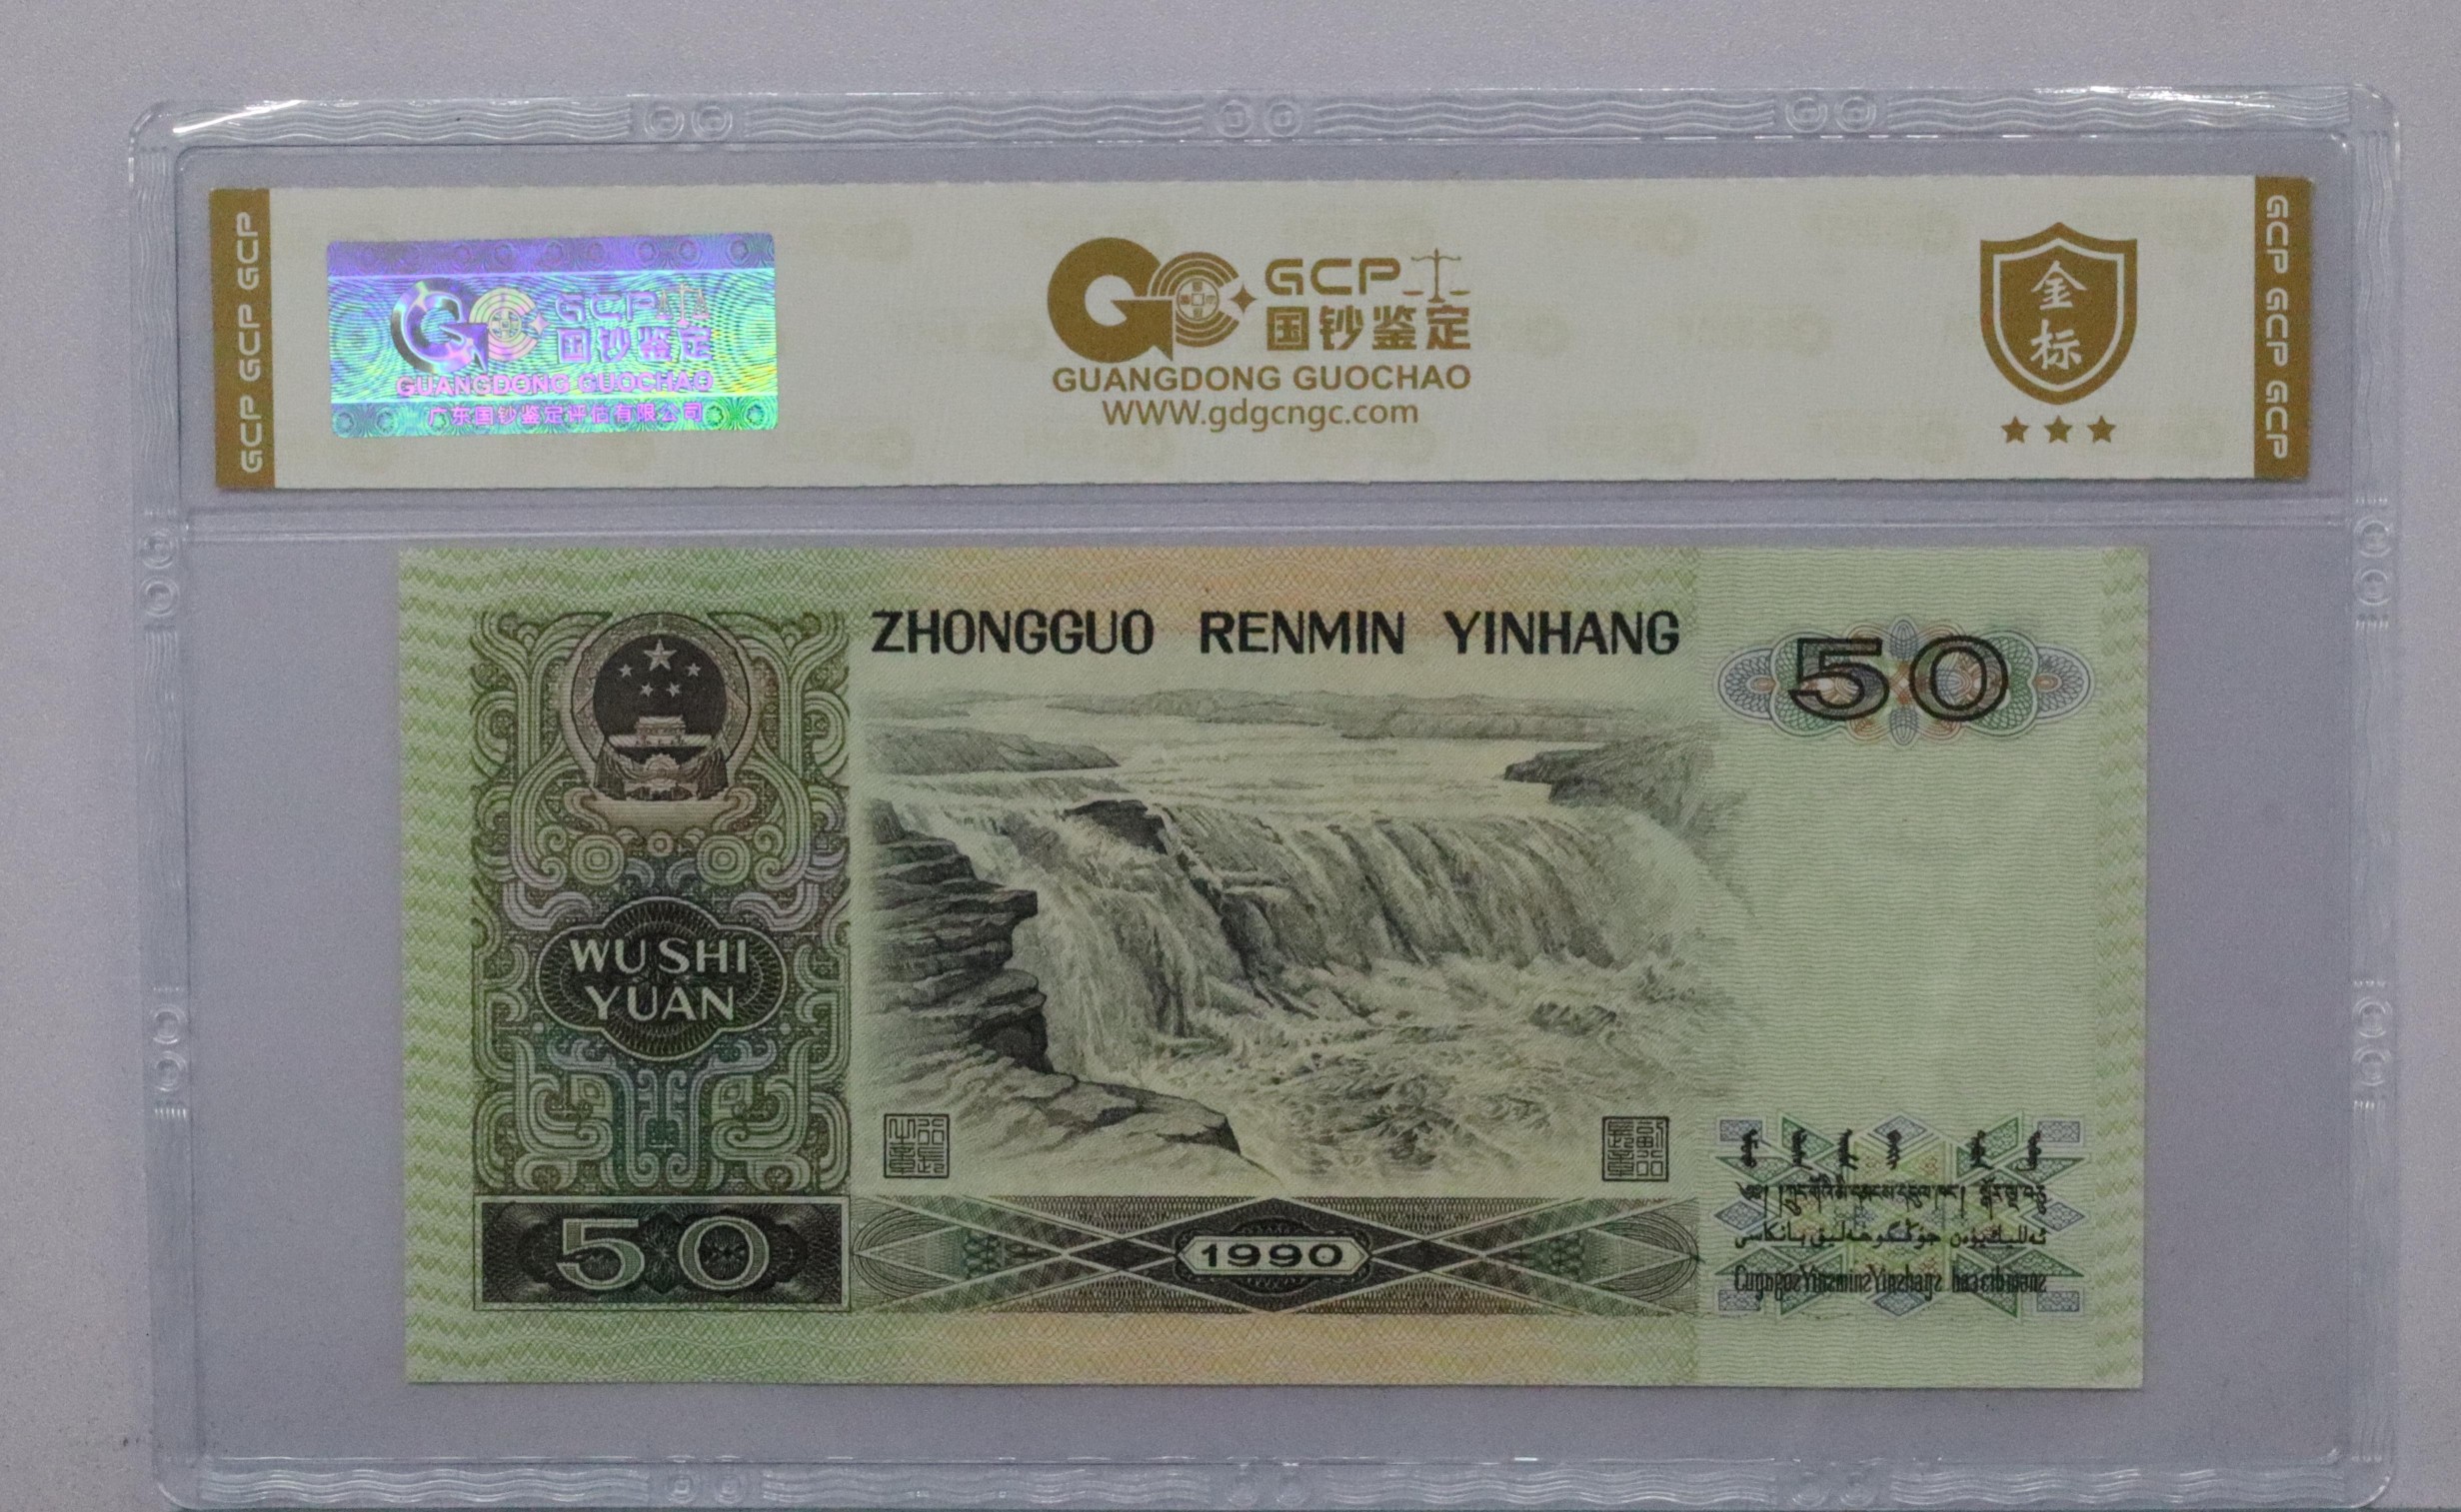 GCP GCP GCP
GCP
国钞鉴定
GUANGDONG GUOCHAO
广东国钞鉴定评估有限公司
GCP
国钞鉴定
GUANGDONG GUOCHAO
WWW.gdgcngc.com
金
标
GCP GCP GCP
ZHONGGUO RENMIN YINHANG
50
WU SHI
YUAN
50
1990